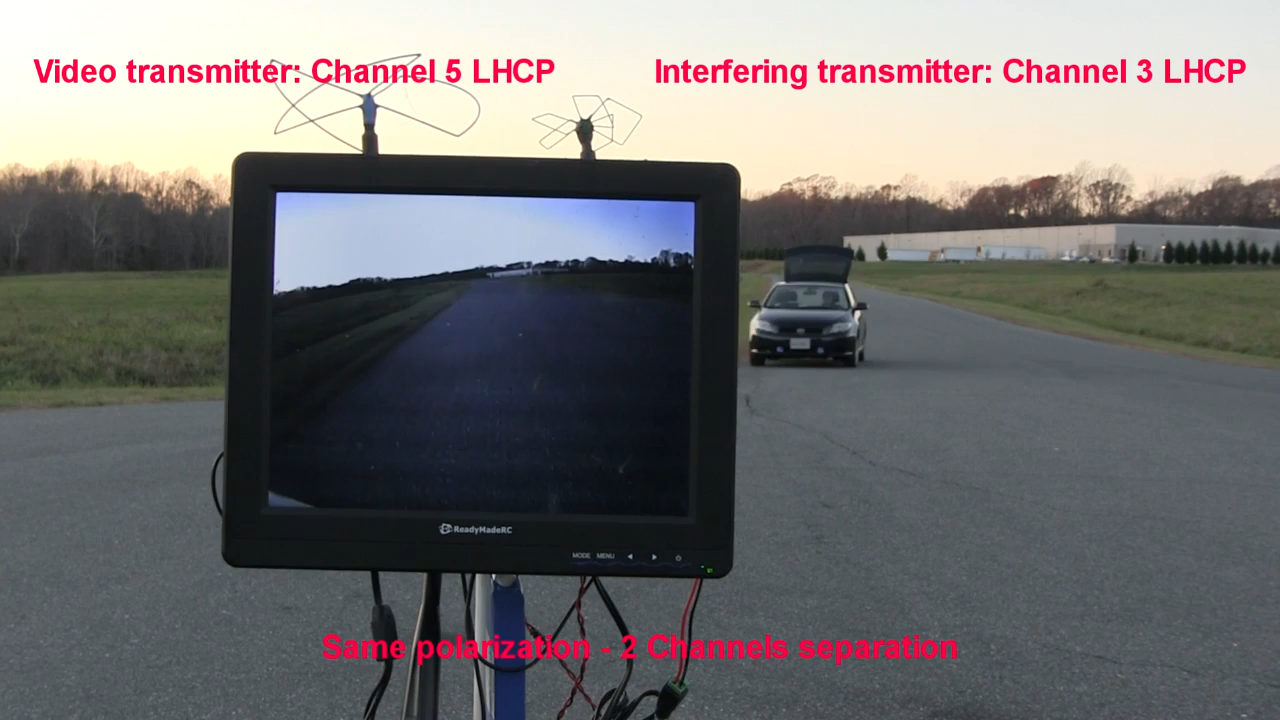 Video transmitter: Channel 5 LHCP
Interfering transmitter: Channel 3 LHCP
ReadyMadeRC
MODE MENU
Same polarization - 2 Channels separation